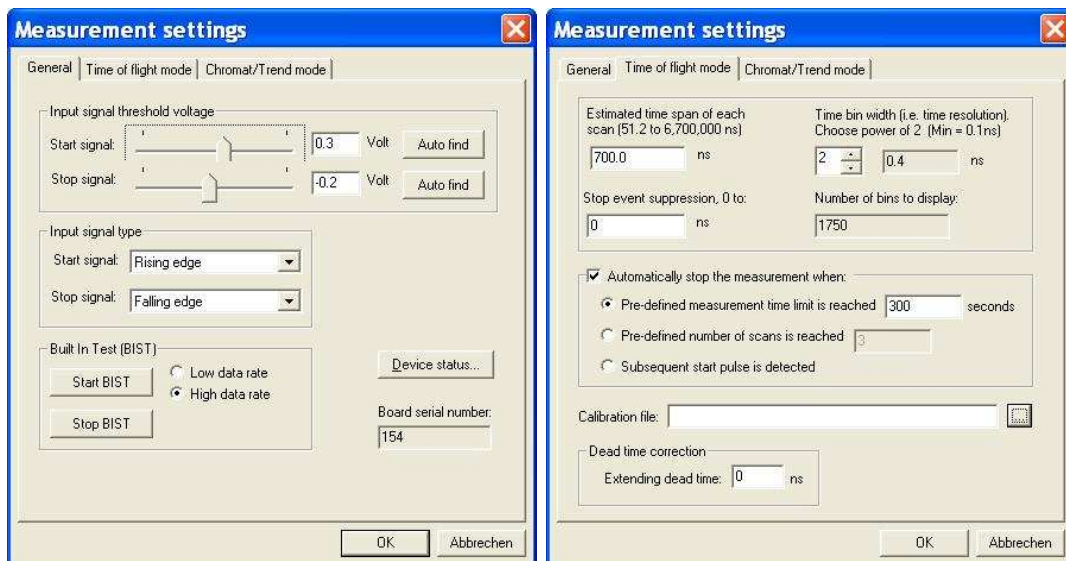 Measurement settings
General
Time of flight mode
Chromat/Trend mode
Input signal threshold voltage
Start signal:
0.3
Volt
Auto find
Stop signal:
-0.2
Volt
Auto find
Input signal type
Start signal:
Rising edge
Stop signal:
Falling edge
Built In Test (BIST)
Start BIST
Low data rate
High data rate
Stop BIST
Device status...
Board serial number:
154
OK
Abbrechen
Measurement settings
General
Time of flight mode
Chromat/Trend mode
Estimated time span of each
scan (51.2 to 6,700,000 ns)
700.0
ns
Time bin width (i.e. time resolution).
Choose power of 2 (Min = 0.1ns)
2
0.4
ns
Stop event suppression, 0 to:
0
ns
Number of bins to display:
1750
Automatically stop the measurement when:
Pre-defined measurement time limit is reached
300
seconds
Pre-defined number of scans is reached
3
Subsequent start pulse is detected
Calibration file:
...
Dead time correction
Extending dead time:
0
ns
OK
Abbrechen